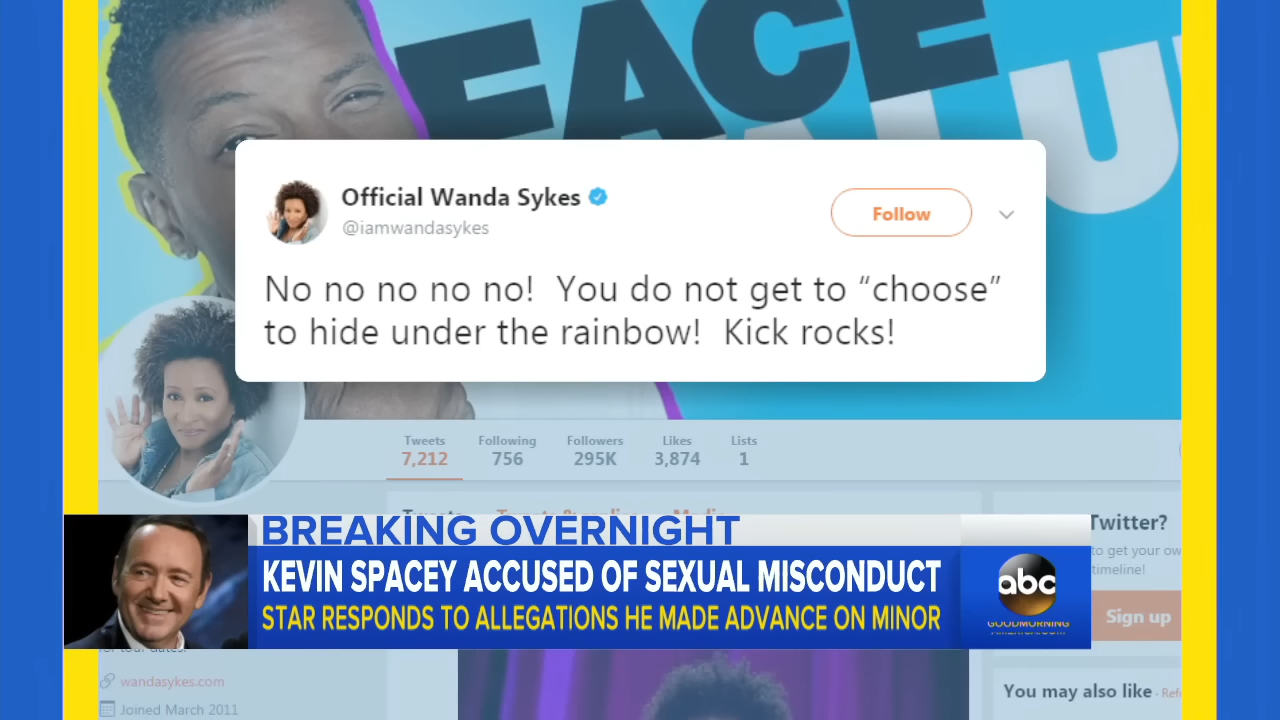 FACE
Official Wanda Sykes
@iamwandasykes
Follow
No no no no no! You do not get to “choose”
to hide under the rainbow! Kick rocks!
Tweets Following Followers Likes Lists
7,212 756 295K 3,874 1
Twitter?
to get your ow
timeline!
Sign up
BREAKING OVERNIGHT
KEVIN SPACEY ACCUSED OF SEXUAL MISCONDUCT
STAR RESPONDS TO ALLEGATIONS HE MADE ADVANCE ON MINOR
abc
GOODMORNING
AMERICA.COM
wandasykes.com
Joined March 2011
You may also like · Refr